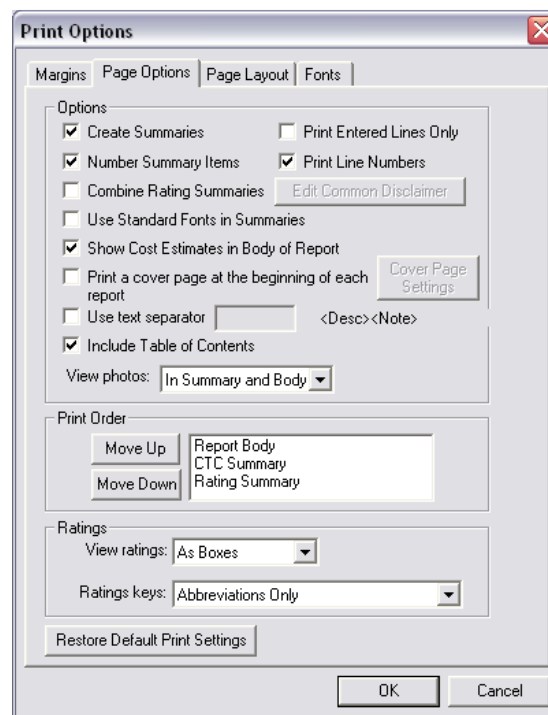 Print Options
Margins Page Options Page Layout Fonts
Options
Create Summaries Print Entered Lines Only
Number Summary Items Print Line Numbers
Combine Rating Summaries Edit Common Disclaimer
Use Standard Fonts in Summaries
Show Cost Estimates in Body of Report
Print a cover page at the beginning of each
report
Cover Page
Settings
Use text separator <Desc><Note>
Include Table of Contents
View photos: In Summary and Body
Print Order
Move Up
Move Down
Report Body
CTC Summary
Rating Summary
Ratings
View ratings: As Boxes
Ratings keys: Abbreviations Only
Restore Default Print Settings
OK Cancel